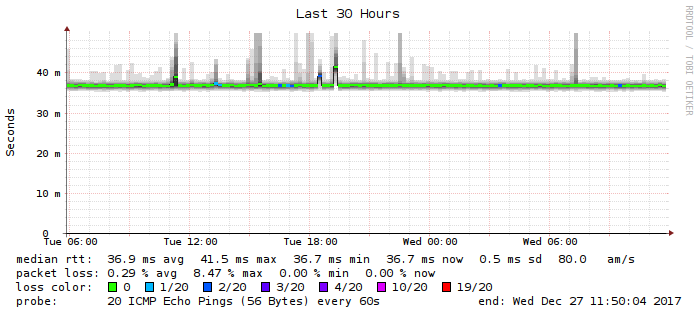 Last 30 Hours
RRDTOOL / TOBI OETIKER
Seconds
40 m
30 m
20 m
10 m
0
Tue 06:00 Tue 12:00 Tue 18:00 Wed 00:00 Wed 06:00
median rtt: 36.9 ms avg 41.5 ms max 36.7 ms min 36.7 ms now 0.5 ms sd 80.0 am/s
packet loss: 0.29 % avg 8.47 % max 0.00 % min 0.00 % now
loss color: 0 1/20 2/20 3/20 4/20 10/20 19/20
probe: 20 ICMP Echo Pings (56 Bytes) every 60s end: Wed Dec 27 11:50:04 2017